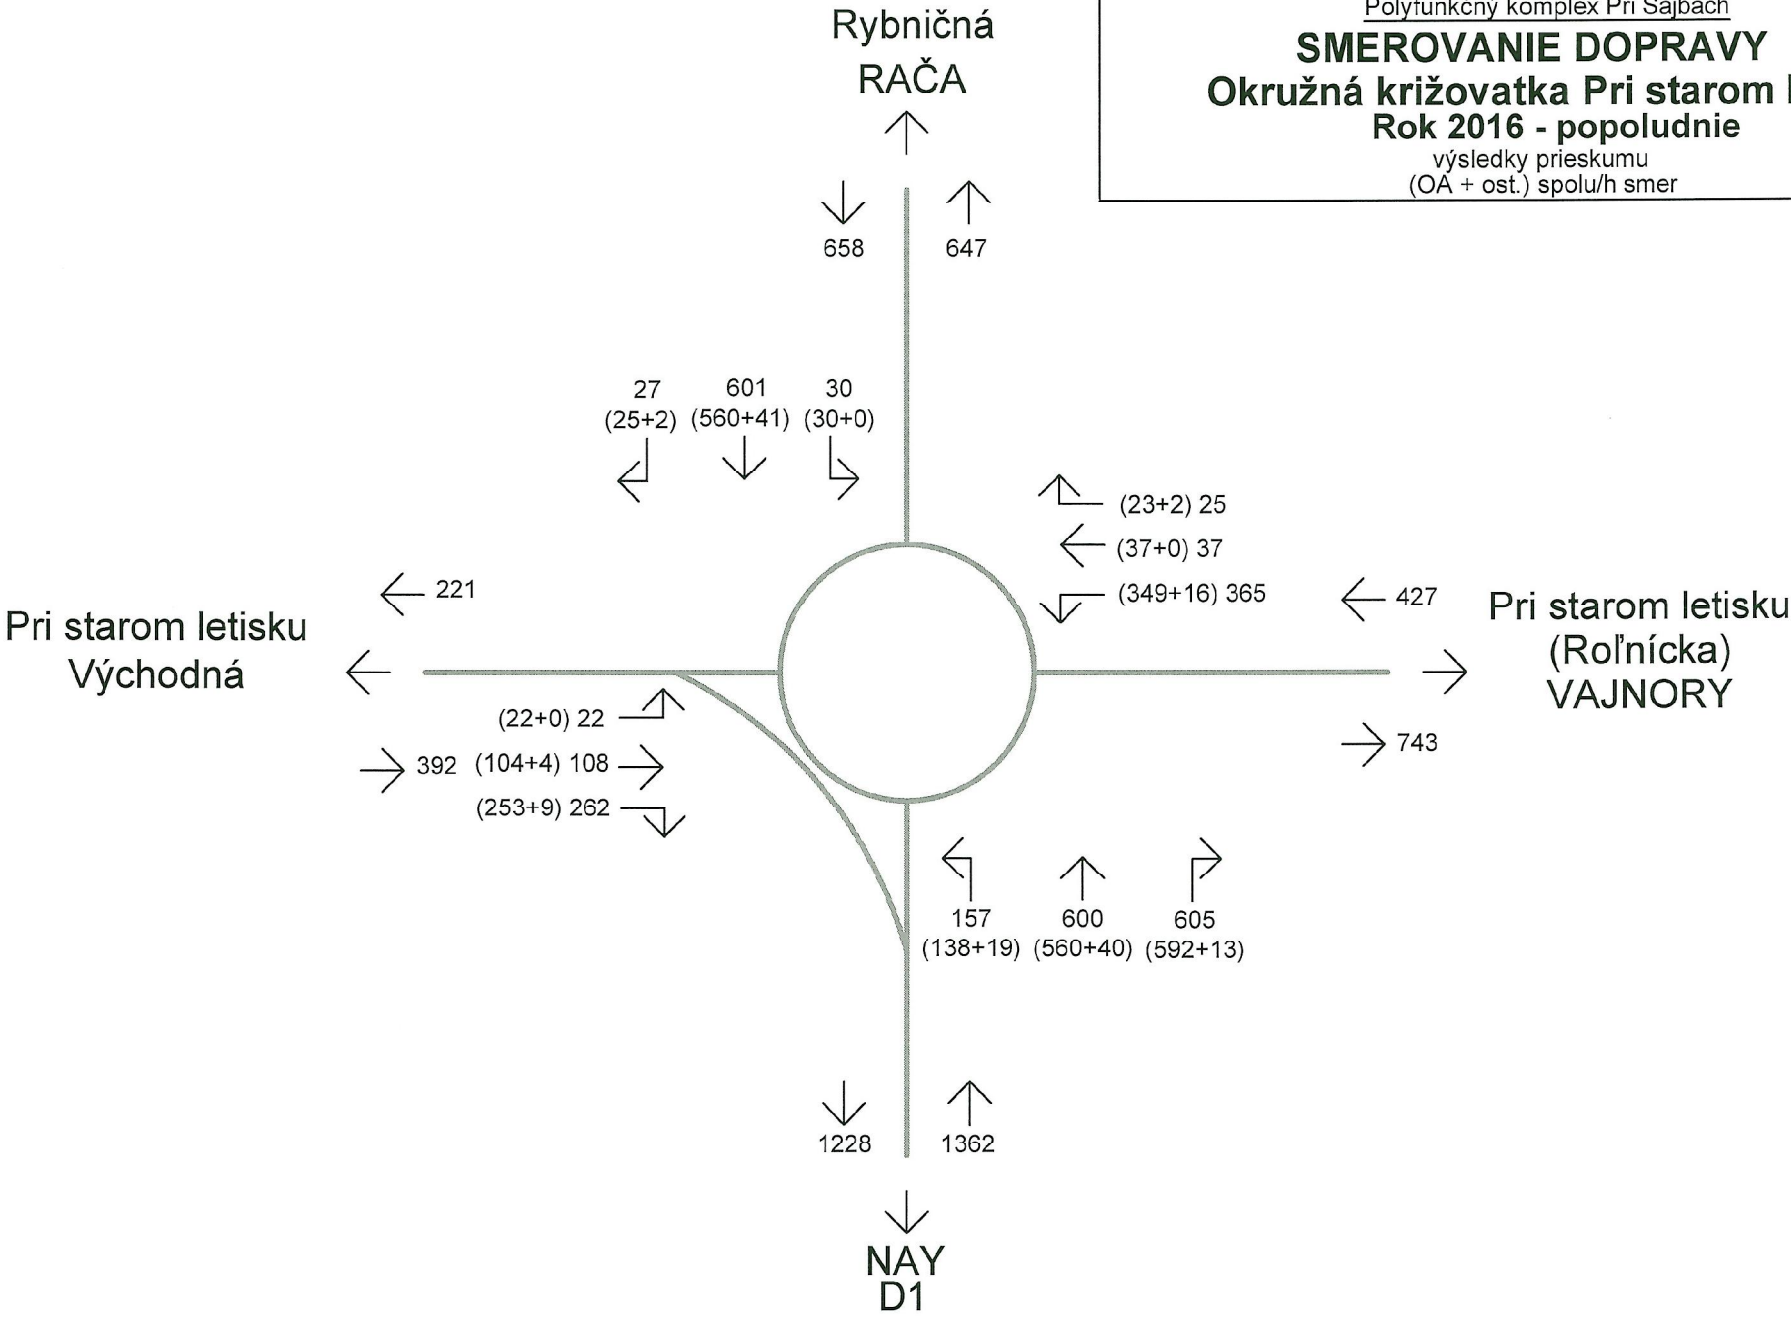 Rybničná
RAČA
Polyfunkčný komplex Pri Šajbách
SMEROVANIE DOPRAVY
Okružná križovatka Pri starom
Rok 2016 - popoludnie
výsledky prieskumu
(OA + ost.) spolu/h smer
658 647
27 601 30
(25+2) (560+41) (30+0)
(23+2) 25
(37+0) 37
(349+16) 365
221
427
Pri starom letisku
Východná
Pri starom letisku
(Roľnícka)
VAJNORY
(22+0) 22
392 (104+4) 108
(253+9) 262
743
157 600 605
(138+19) (560+40) (592+13)
1228 1362
NAY
D1